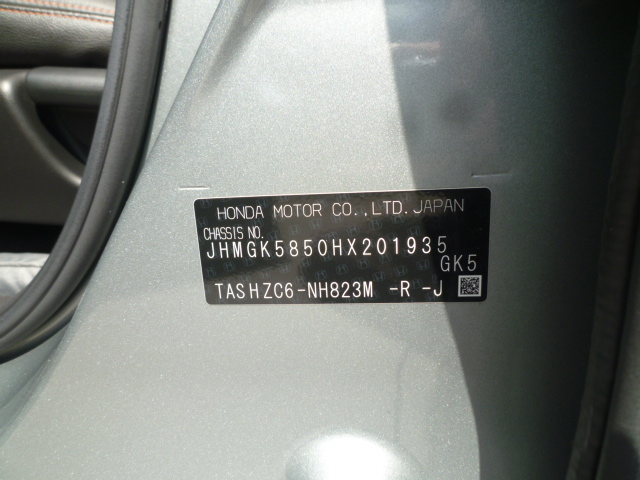 HONDA MOTOR CO.,LTD.JAPAN
CHASSIS NO.
JHMGK5850HX201935
GK5
TASHZC6-NH823M -R -J